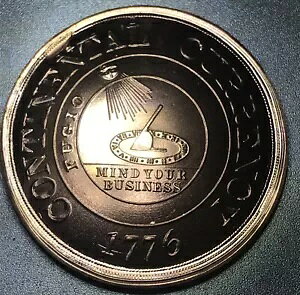 CONTINENTAL CURRENCY
FUGIO
MIND YOUR
BUSINESS
1776